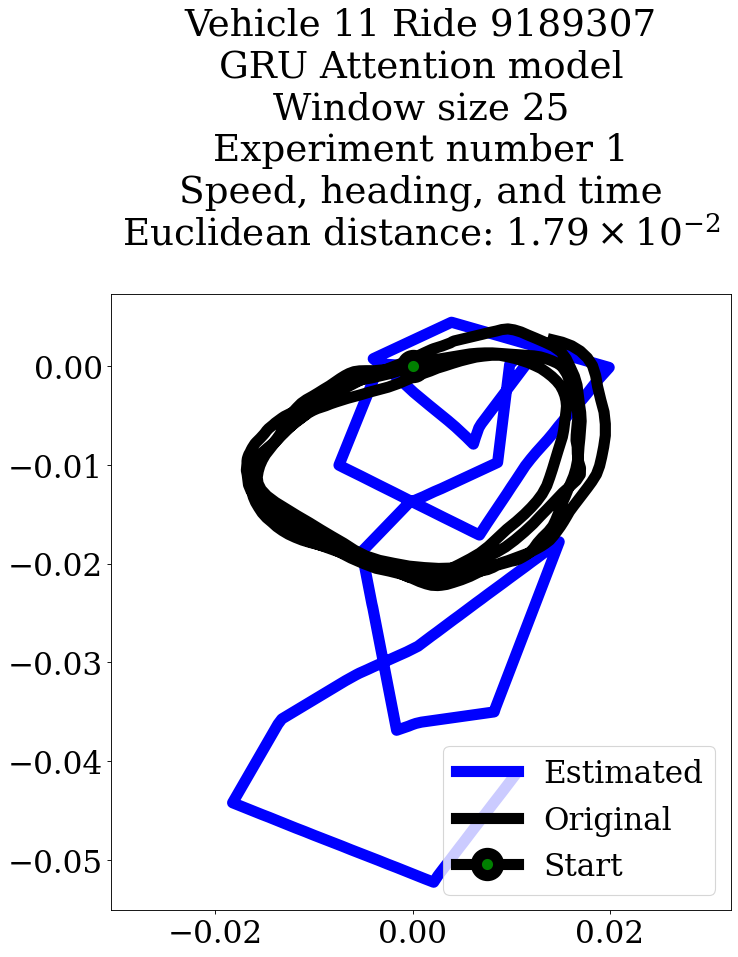 Vehicle 11 Ride 9189307
GRU Attention model
Window size 25
Experiment number 1
Speed, heading, and time
Euclidean distance: 1.79 × 10⁻²
0.00
−0.01
−0.02
−0.03
−0.04
−0.05
Estimated
Original
Start
−0.02 0.00 0.02